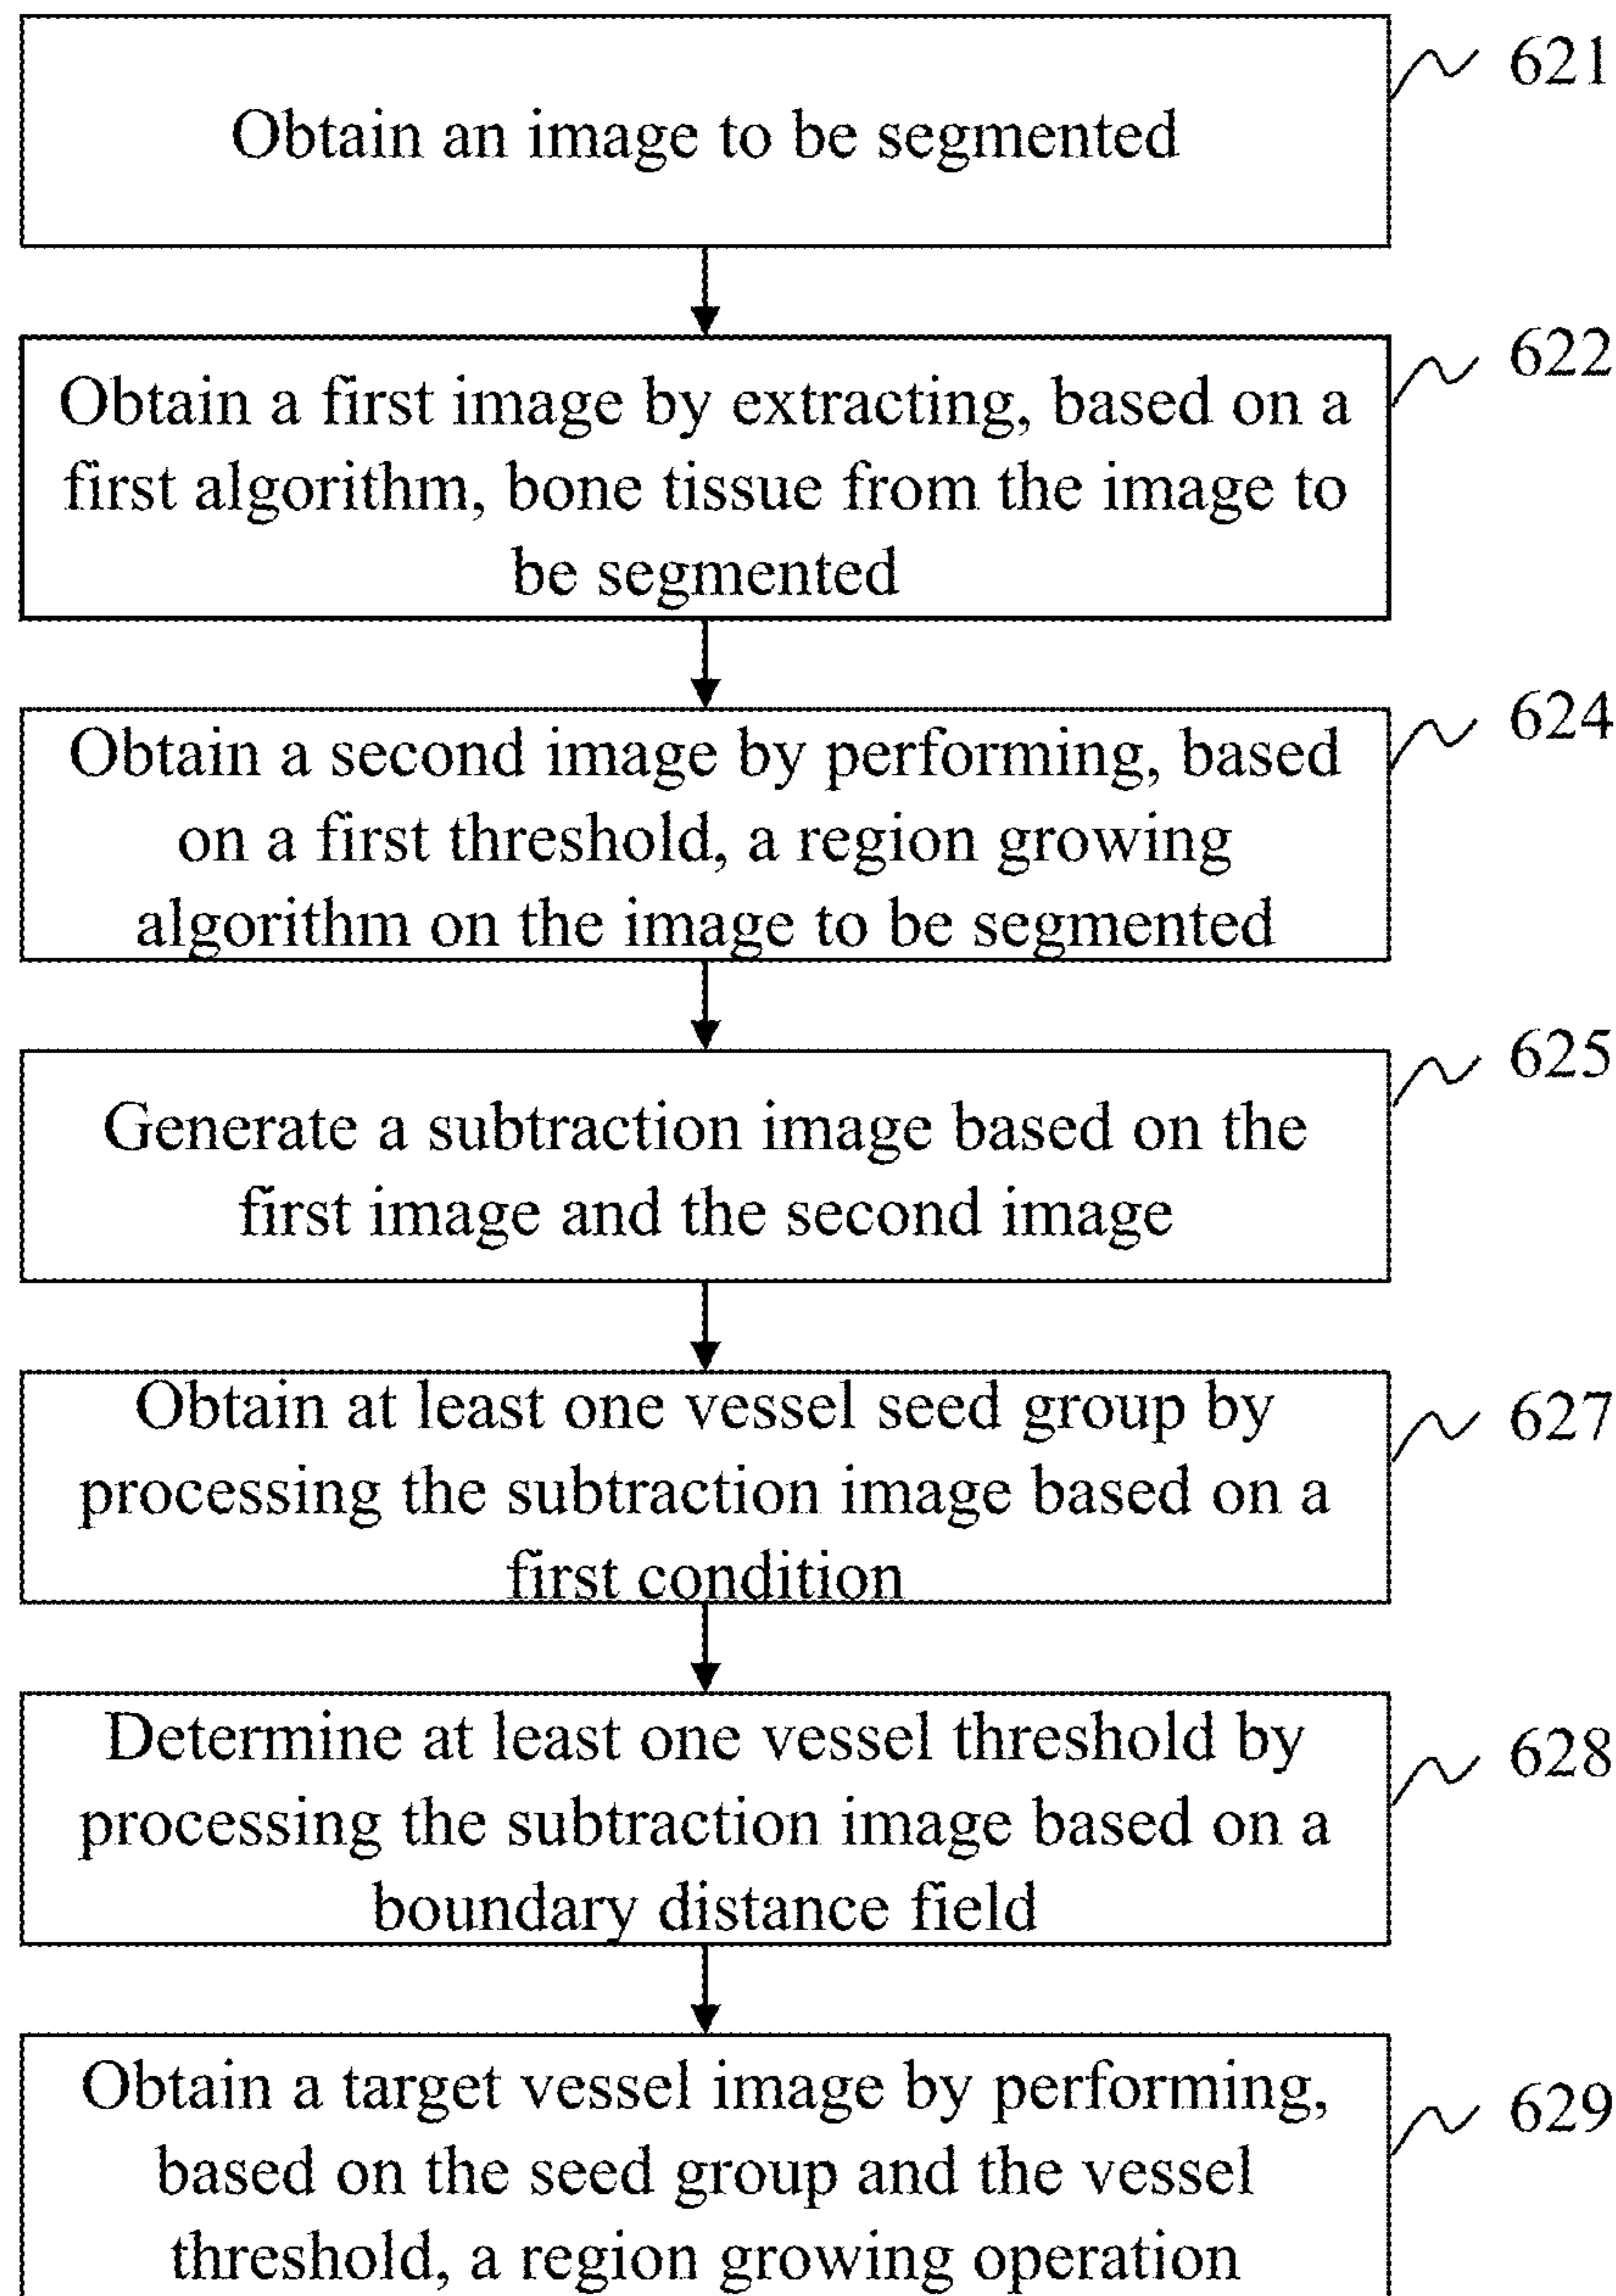 621
Obtain an image to be segmented
622
Obtain a first image by extracting, based on a
first algorithm, bone tissue from the image to
be segmented
624
Obtain a second image by performing, based
on a first threshold, a region growing
algorithm on the image to be segmented
625
Generate a subtraction image based on the
first image and the second image
627
Obtain at least one vessel seed group by
processing the subtraction image based on a
first condition
628
Determine at least one vessel threshold by
processing the subtraction image based on a
boundary distance field
629
Obtain a target vessel image by performing,
based on the seed group and the vessel
threshold, a region growing operation